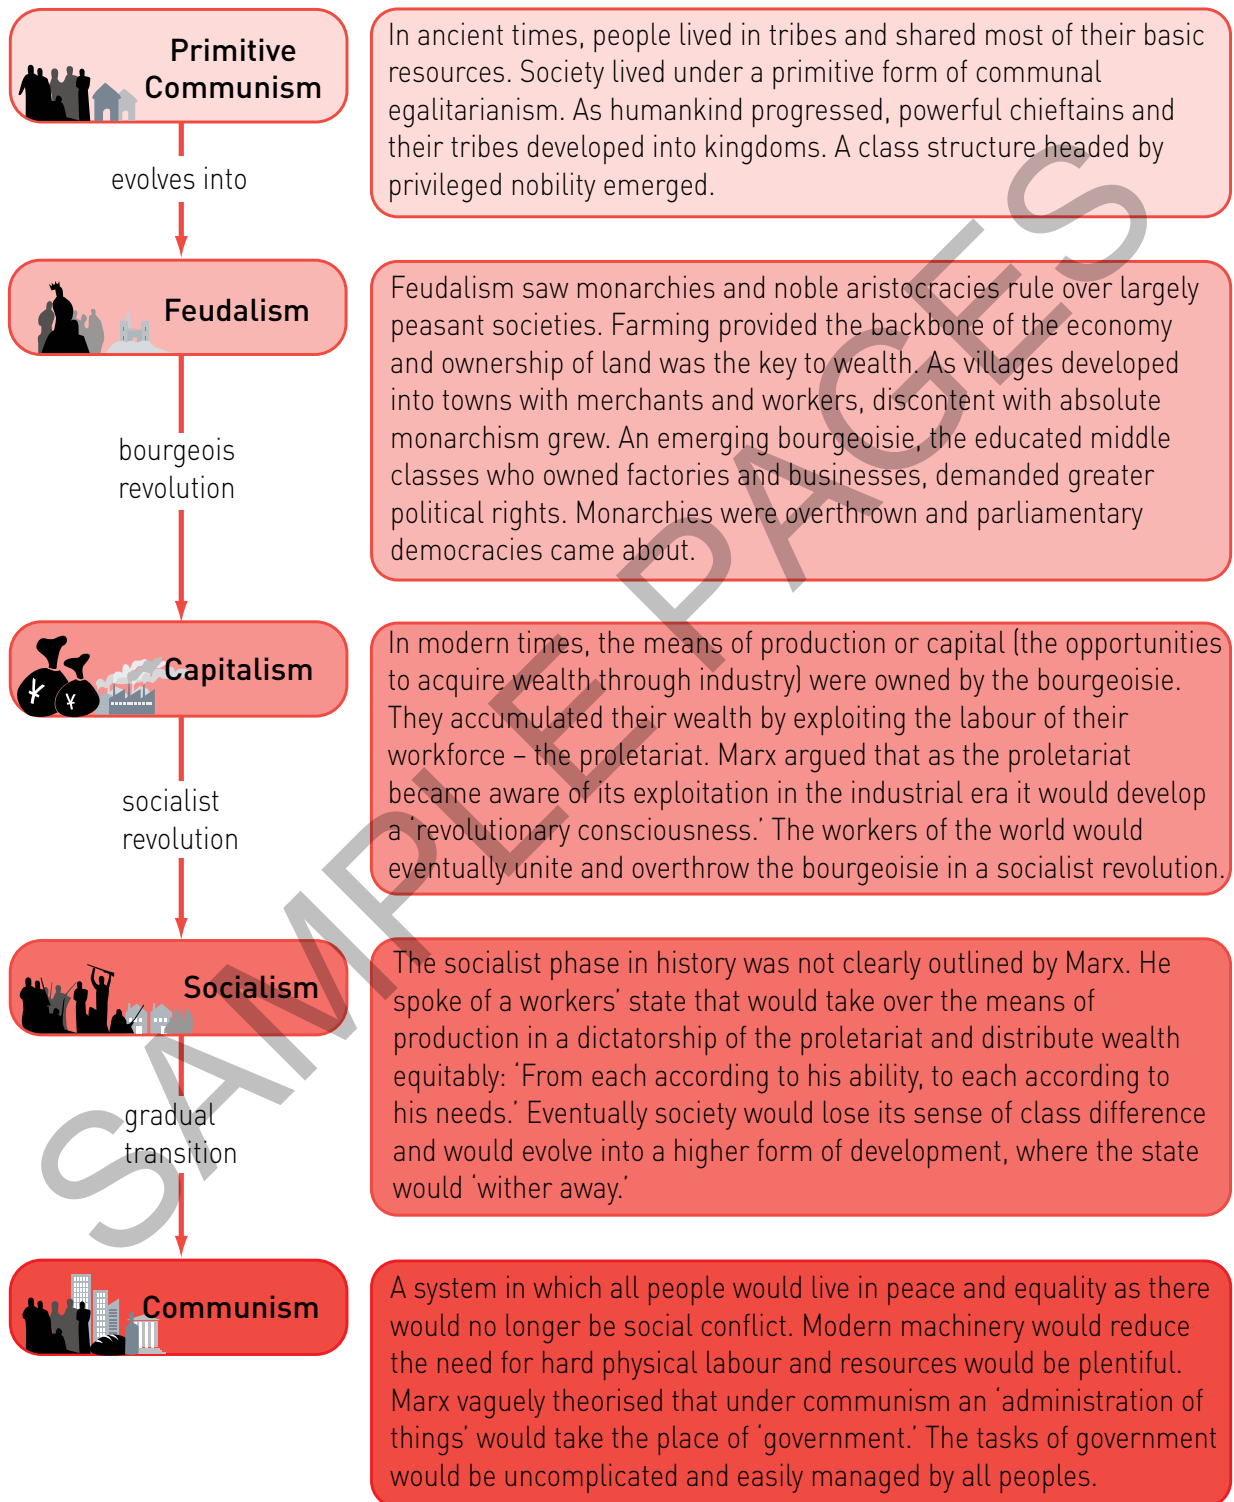 Primitive
Communism
In ancient times, people lived in tribes and shared most of their basic
resources. Society lived under a primitive form of communal
egalitarianism. As humankind progressed, powerful chieftains and
their tribes developed into kingdoms. A class structure headed by
privileged nobility emerged.
evolves into
Feudalism
Feudalism saw monarchies and noble aristocracies rule over largely
peasant societies. Farming provided the backbone of the economy
and ownership of land was the key to wealth. As villages developed
into towns with merchants and workers, discontent with absolute
monarchism grew. An emerging bourgeoisie, the educated middle
classes who owned factories and businesses, demanded greater
political rights. Monarchies were overthrown and parliamentary
democracies came about.
bourgeois
revolution
Capitalism
¥
¥
In modern times, the means of production or capital (the opportunities
to acquire wealth through industry) were owned by the bourgeoisie.
They accumulated their wealth by exploiting the labour of their
workforce – the proletariat. Marx argued that as the proletariat
became aware of its exploitation in the industrial era it would develop
a ‘revolutionary consciousness.’ The workers of the world would
eventually unite and overthrow the bourgeoisie in a socialist revolution.
socialist
revolution
Socialism
The socialist phase in history was not clearly outlined by Marx. He
spoke of a workers’ state that would take over the means of
production in a dictatorship of the proletariat and distribute wealth
equitably: ‘From each according to his ability, to each according to
his needs.’ Eventually society would lose its sense of class difference
and would evolve into a higher form of development, where the state
would ‘wither away.’
gradual
transition
Communism
A system in which all people would live in peace and equality as there
would no longer be social conflict. Modern machinery would reduce
the need for hard physical labour and resources would be plentiful.
Marx vaguely theorised that under communism an ‘administration of
things’ would take the place of ‘government.’ The tasks of government
would be uncomplicated and easily managed by all peoples.
SAMPLE PAGES